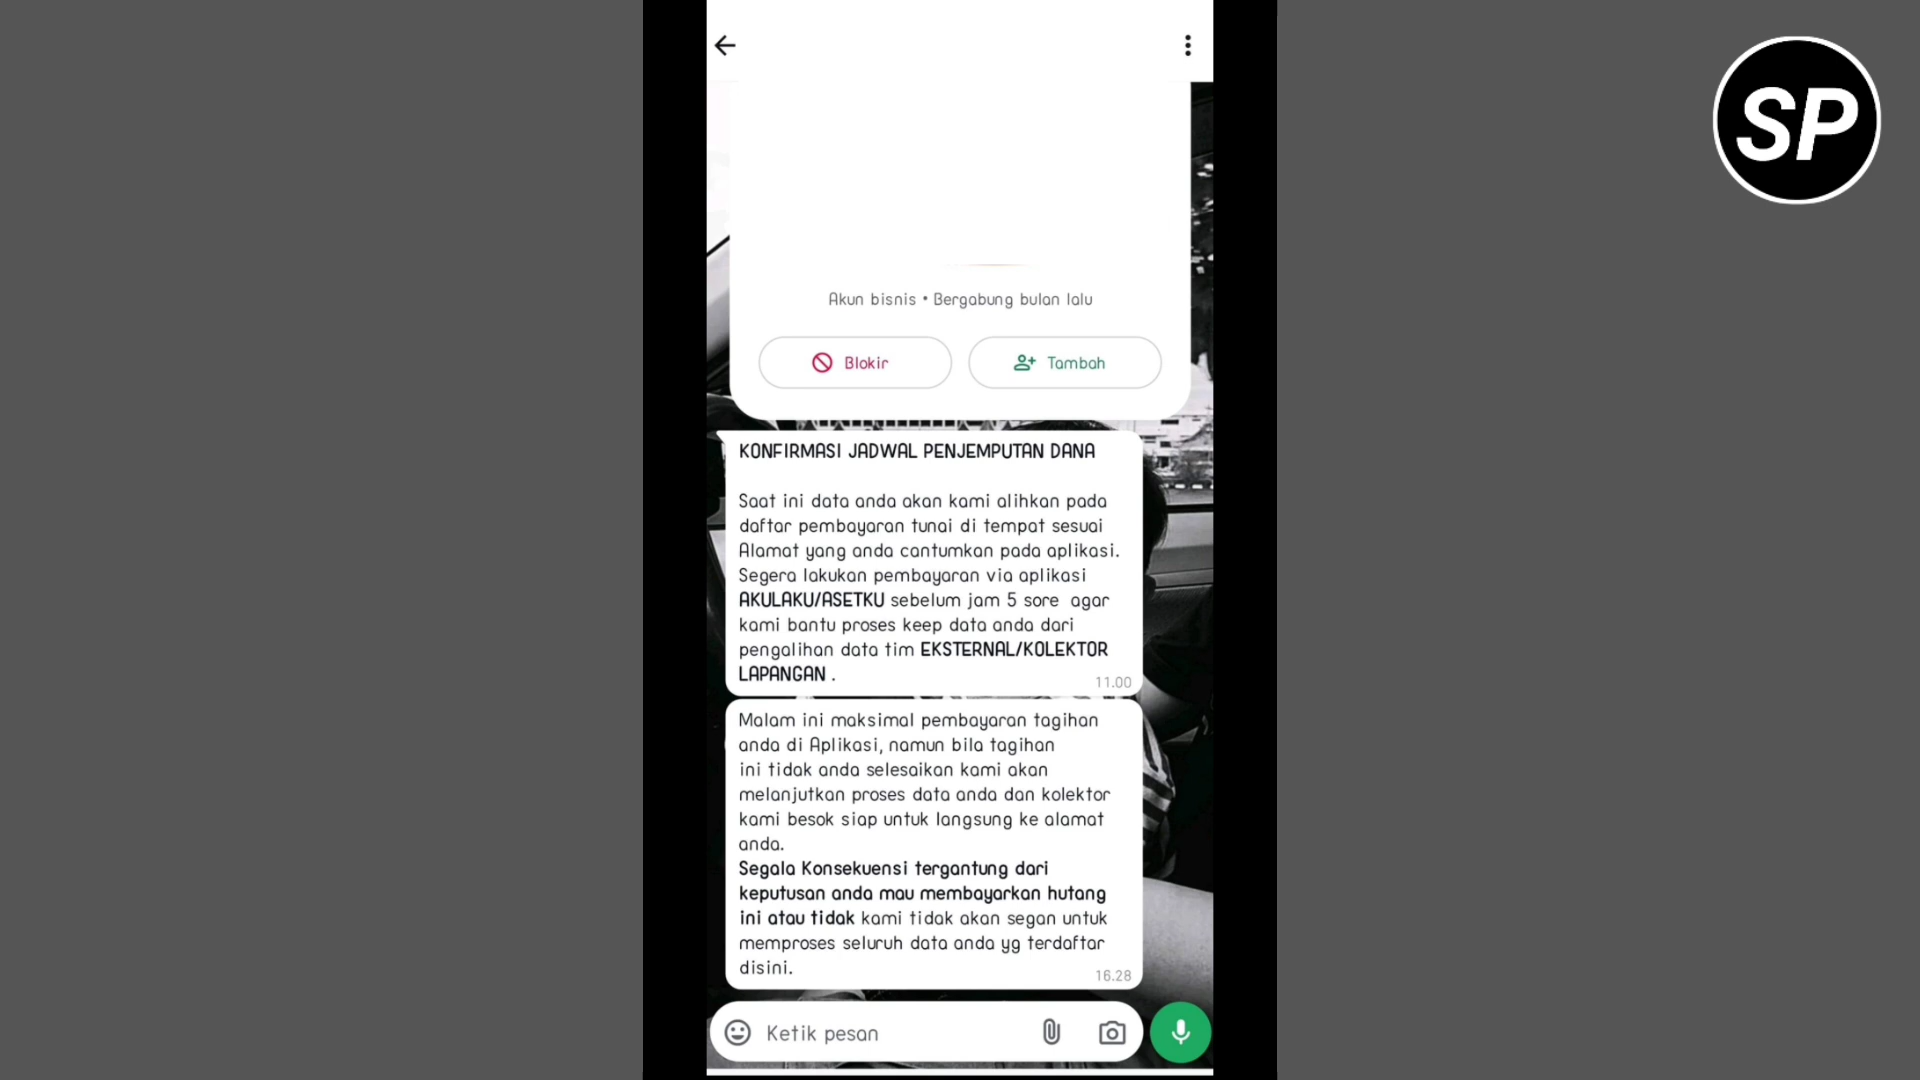 SP
Akun bisnis • Bergabung bulan lalu
Blokir
Tambah
KONFIRMASI JADWAL PENJEMPUTAN DANA
Saat ini data anda akan kami alihkan pada
daftar pembayaran tunai di tempat sesuai
Alamat yang anda cantumkan pada aplikasi.
Segera lakukan pembayaran via aplikasi
AKULAKU/ASETKU sebelum jam 5 sore  agar
kami bantu proses keep data anda dari
pengalihan data tim EKSTERNAL/KOLEKTOR
LAPANGAN .
11.00
Malam ini maksimal pembayaran tagihan
anda di Aplikasi, namun bila tagihan
ini tidak anda selesaikan kami akan
melanjutkan proses data anda dan kolektor
kami besok siap untuk langsung ke alamat
anda.
Segala Konsekuensi tergantung dari
keputusan anda mau membayarkan hutang
ini atau tidak kami tidak akan segan untuk
memproses seluruh data anda yg terdaftar
disini.
16.28
Ketik pesan